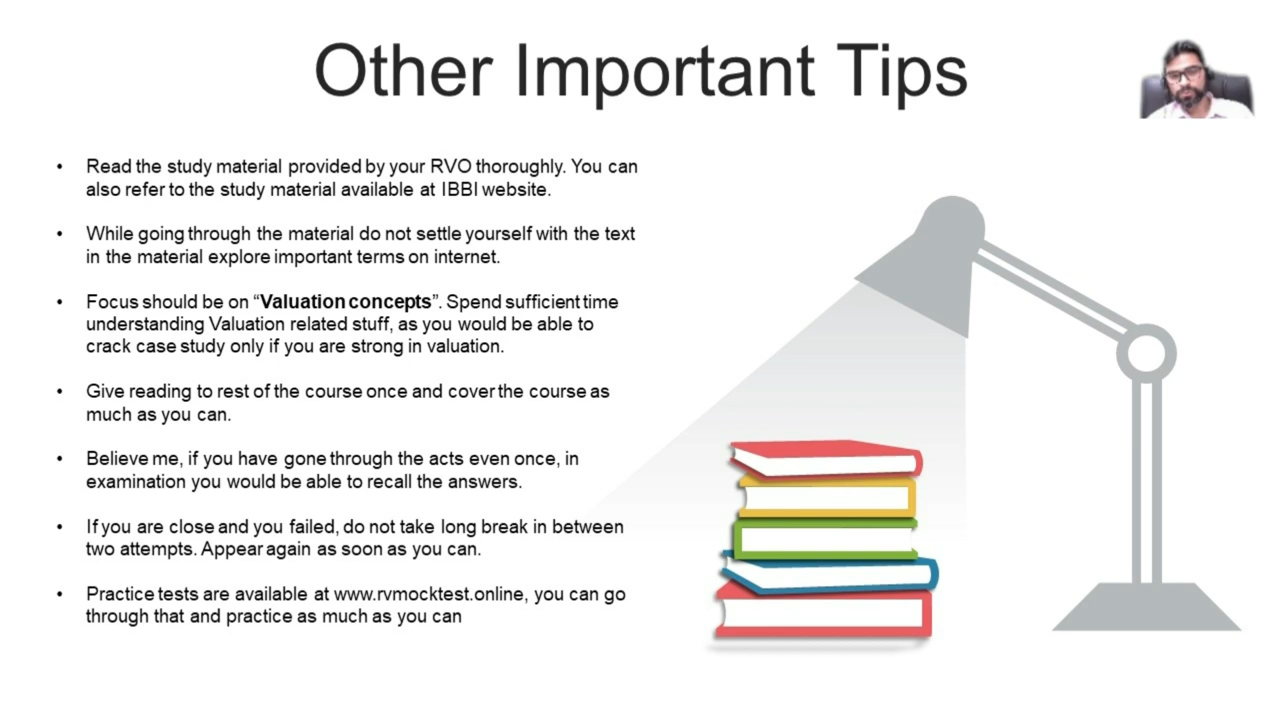 Other Important Tips
• Read the study material provided by your RVO thoroughly. You can
also refer to the study material available at IBBI website.
• While going through the material do not settle yourself with the text
in the material explore important terms on internet.
• Focus should be on “Valuation concepts”. Spend sufficient time
understanding Valuation related stuff, as you would be able to
crack case study only if you are strong in valuation.
• Give reading to rest of the course once and cover the course as
much as you can.
• Believe me, if you have gone through the acts even once, in
examination you would be able to recall the answers.
• If you are close and you failed, do not take long break in between
two attempts. Appear again as soon as you can.
• Practice tests are available at www.rvmocktest.online, you can go
through that and practice as much as you can